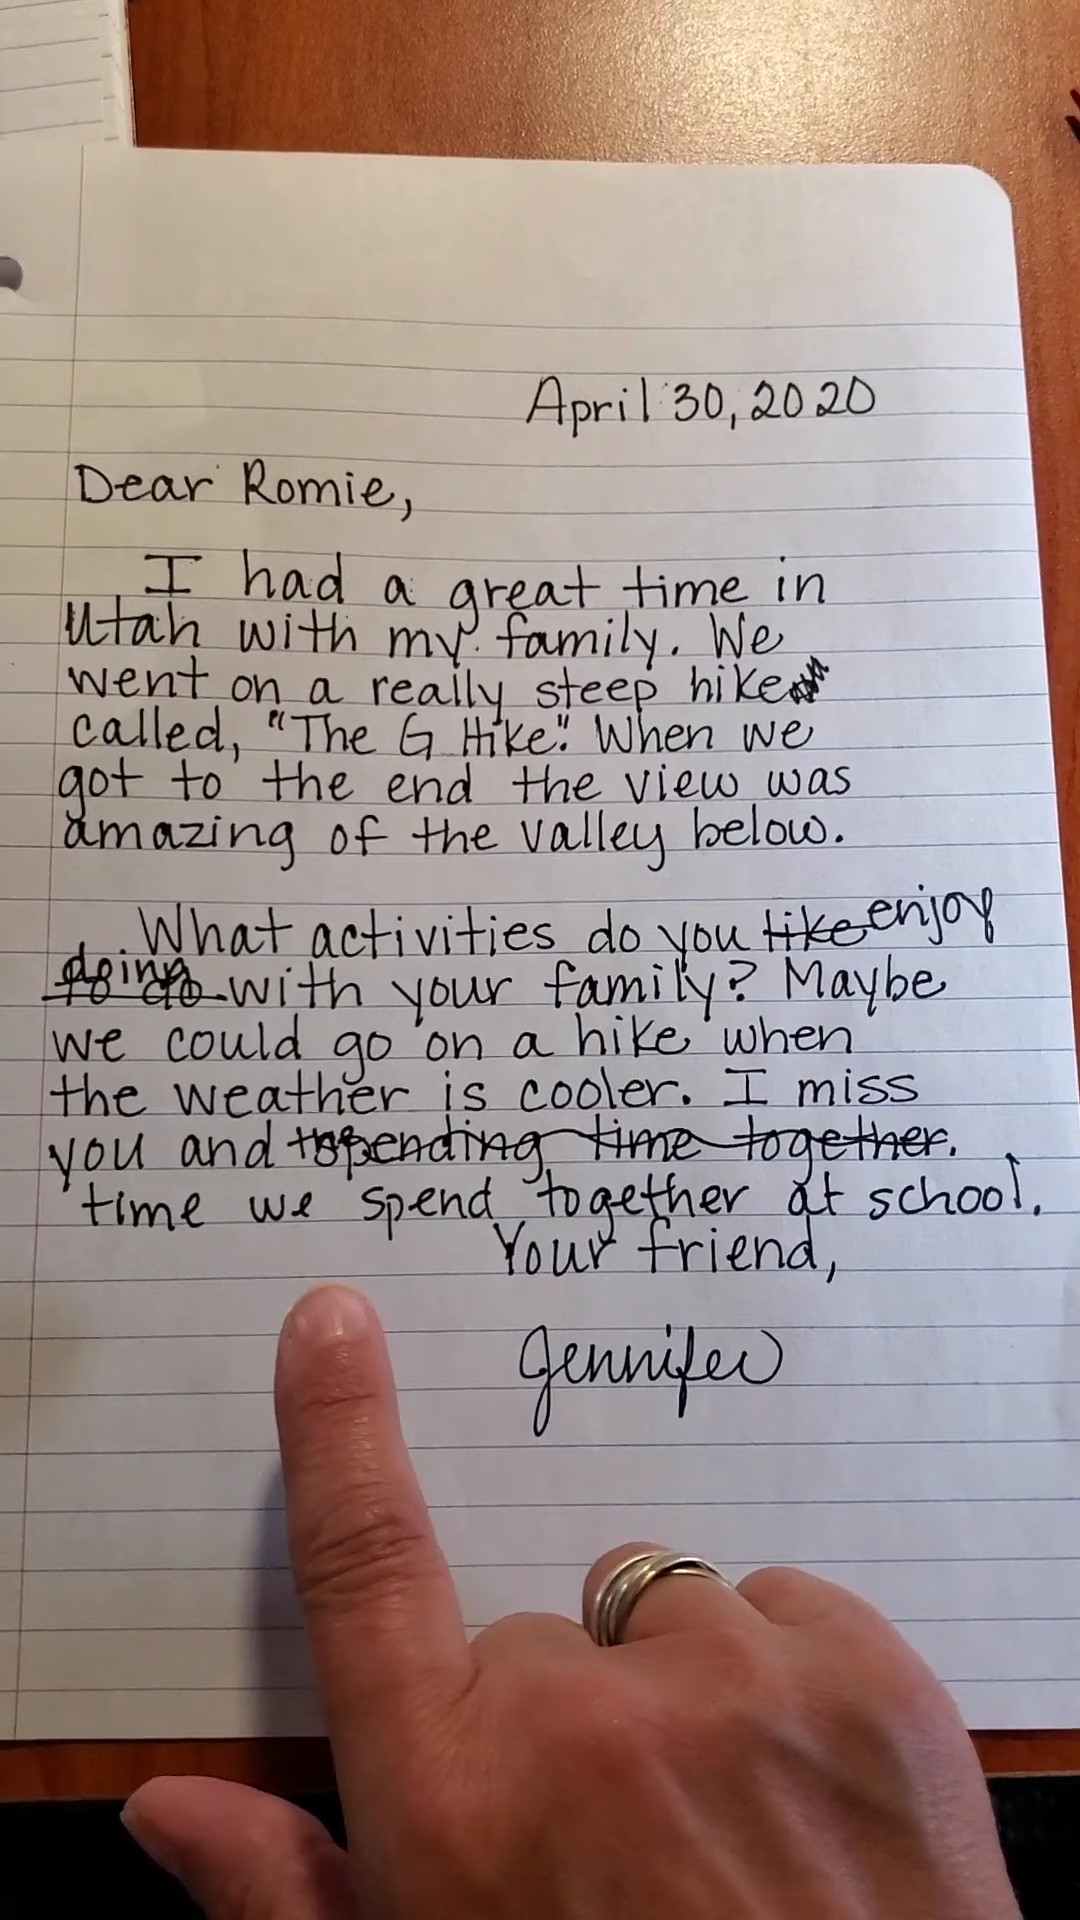 April 30, 2020
Dear Romie,
I had a great time in
Utah with my family. We
went on a really steep hike
called, "The G Hike." When we
got to the end the view was
amazing of the valley below.
What activities do you like enjoy
doing to do with your family? Maybe
we could go on a hike when
the weather is cooler. I miss
you and spending time together.
time we spend together at school.
Your friend,
Jennifer